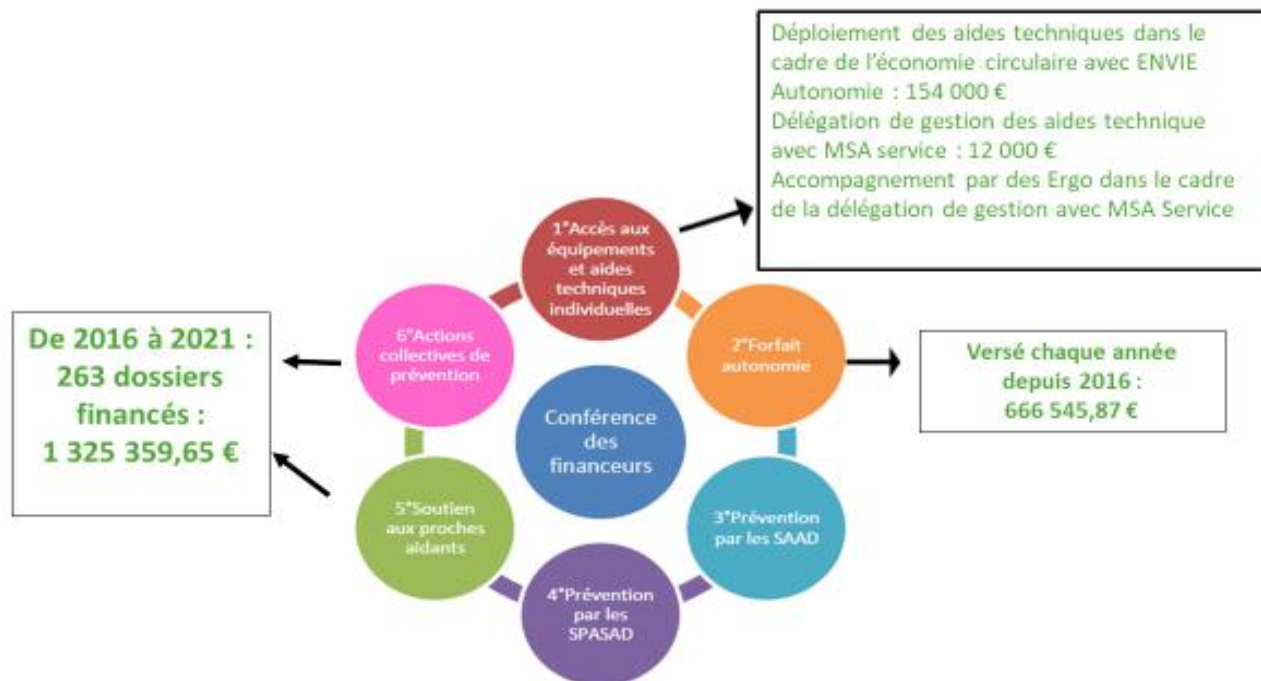 Déploiement des aides techniques dans le
cadre de l'économie circulaire avec ENVIE
Autonomie : 154 000 €
Délégation de gestion des aides technique
avec MSA service : 12 000 €
Accompagnement par des Ergo dans le cadre
de la délégation de gestion avec MSA Service
1°Accès aux
équipements
et aides
techniques
individuelles
6°Actions
collectives de
prévention
2°Forfait
autonomie
De 2016 à 2021 :
263 dossiers
financés :
1 325 359,65 €
Versé chaque année
depuis 2016 :
666 545,87 €
Conférence
des
financeurs
5°Soutien
aux proches
aidants
3°Prévention
par les SAAD
4°Prévention
par les
SPASAD